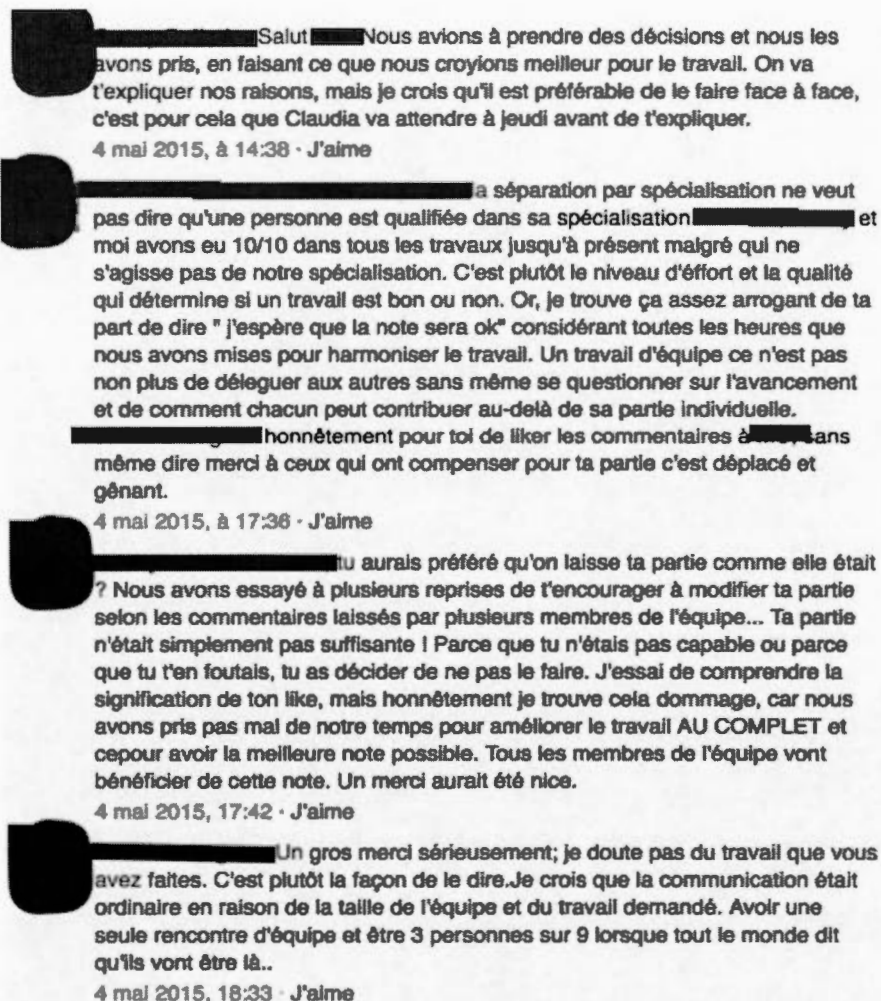 Salut Nous avions à prendre des décisions et nous les
avons pris, en faisant ce que nous croyions meilleur pour le travail. On va
t'expliquer nos raisons, mais je crois qu'il est préférable de le faire face à face,
c'est pour cela que Claudia va attendre à jeudi avant de t'expliquer.
4 mai 2015, à 14:38 · J'aime
a séparation par spécialisation ne veut
pas dire qu'une personne est qualifiée dans sa spécialisation et
moi avons eu 10/10 dans tous les travaux jusqu'à présent malgré qui ne
s'agisse pas de notre spécialisation. C'est plutôt le niveau d'éffort et la qualité
qui détermine si un travail est bon ou non. Or, je trouve ça assez arrogant de ta
part de dire " j'espère que la note sera ok" considérant toutes les heures que
nous avons mises pour harmoniser le travail. Un travail d'équipe ce n'est pas
non plus de déleguer aux autres sans même se questionner sur l'avancement
et de comment chacun peut contribuer au-delà de sa partie individuelle.
honnêtement pour toi de liker les commentaires à sans
même dire merci à ceux qui ont compenser pour ta partie c'est déplacé et
gênant.
4 mai 2015, à 17:36 · J'aime
tu aurais préféré qu'on laisse ta partie comme elle était
? Nous avons essayé à plusieurs reprises de t'encourager à modifier ta partie
selon les commentaires laissés par plusieurs membres de l'équipe... Ta partie
n'était simplement pas suffisante ! Parce que tu n'étais pas capable ou parce
que tu t'en foutais, tu as décider de ne pas le faire. J'essai de comprendre la
signification de ton like, mais honnêtement je trouve cela dommage, car nous
avons pris pas mal de notre temps pour améliorer le travail AU COMPLET et
cepour avoir la meilleure note possible. Tous les membres de l'équipe vont
bénéficier de cette note. Un merci aurait été nice.
4 mai 2015, 17:42 · J'aime
Un gros merci sérieusement; je doute pas du travail que vous
avez faites. C'est plutôt la façon de le dire.Je crois que la communication était
ordinaire en raison de la taille de l'équipe et du travail demandé. Avoir une
seule rencontre d'équipe et être 3 personnes sur 9 lorsque tout le monde dit
qu'ils vont être là..
4 mai 2015, 18:33 · J'aime